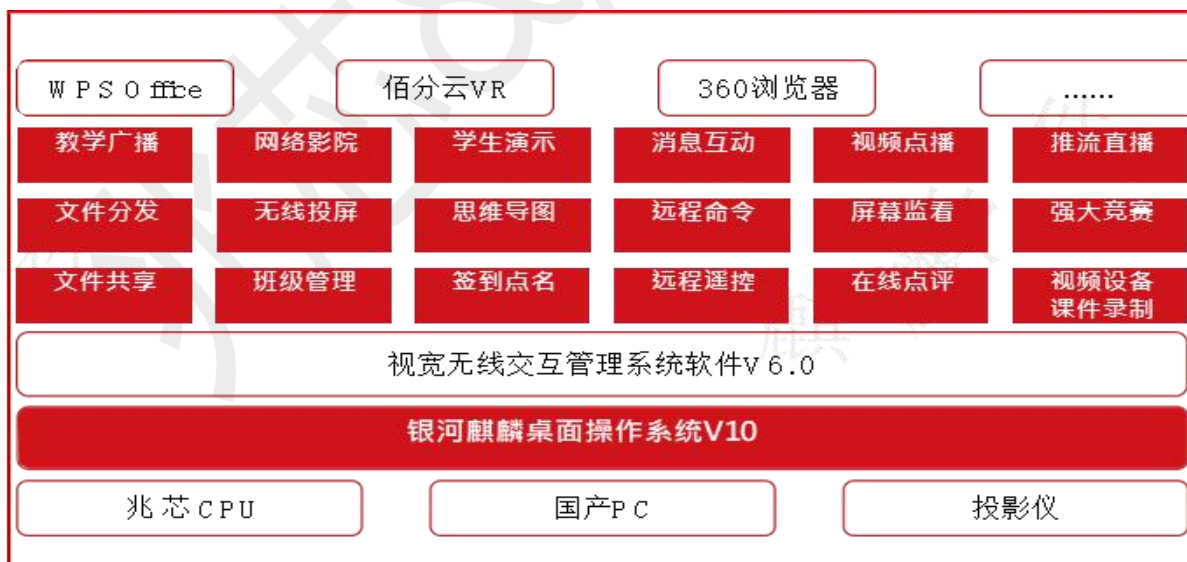 WPS Office
佰分云VR
360浏览器
......
教学广播
网络影院
学生演示
消息互动
视频点播
推流直播
文件分发
无线投屏
思维导图
远程命令
屏幕监看
强大竞赛
文件共享
班级管理
签到点名
远程遥控
在线点评
视频设备
课件录制
视宽无线交互管理系统软件V 6.0
银河麒麟桌面操作系统V10
兆芯CPU
国产PC
投影仪